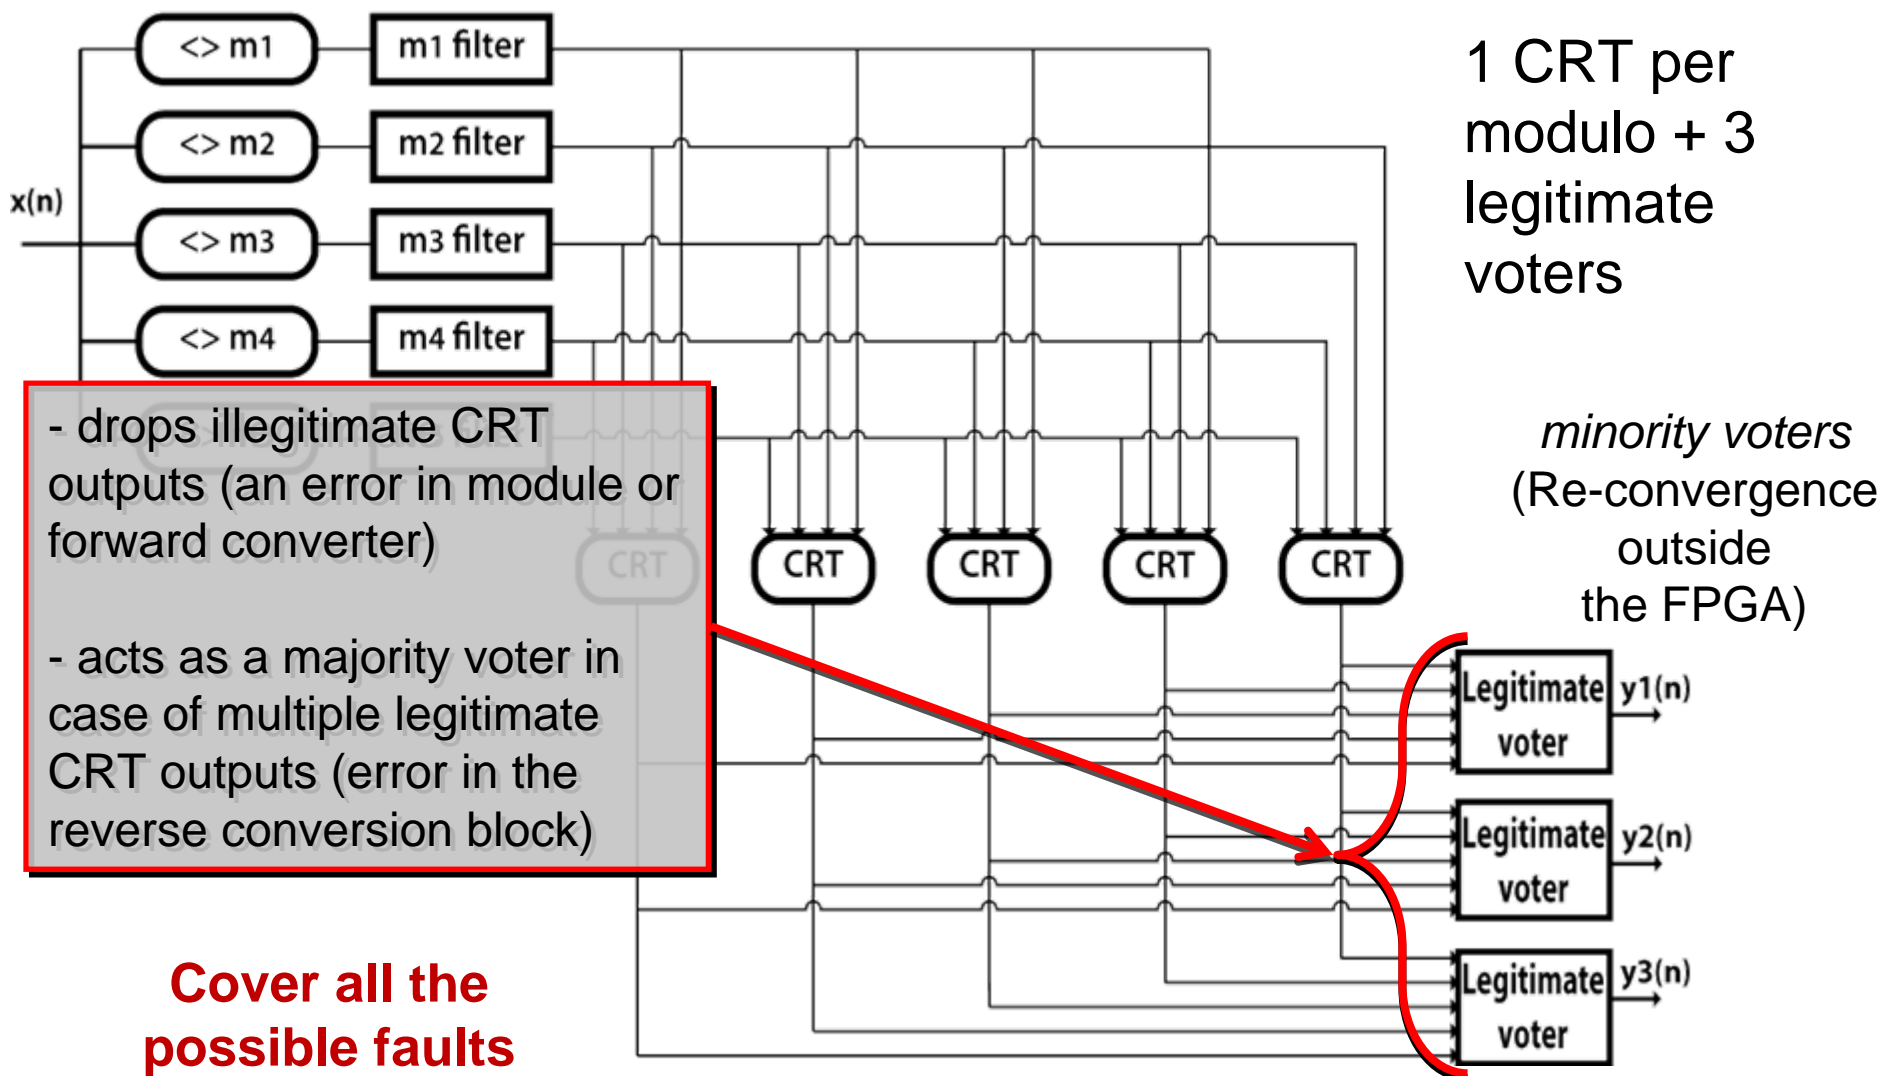 <> m1
m1 filter
<> m2
m2 filter
x(n)
<> m3
m3 filter
<> m4
m4 filter
1 CRT per
modulo + 3
legitimate
voters
- drops illegitimate CRT
outputs (an error in module or
forward converter)
- acts as a majority voter in
case of multiple legitimate
CRT outputs (error in the
reverse conversion block)
minority voters
(Re-convergence
outside
the FPGA)
CRT
CRT
CRT
CRT
CRT
Legitimate
voter
y1(n)
Legitimate
voter
y2(n)
Legitimate
voter
y3(n)
Cover all the
possible faults